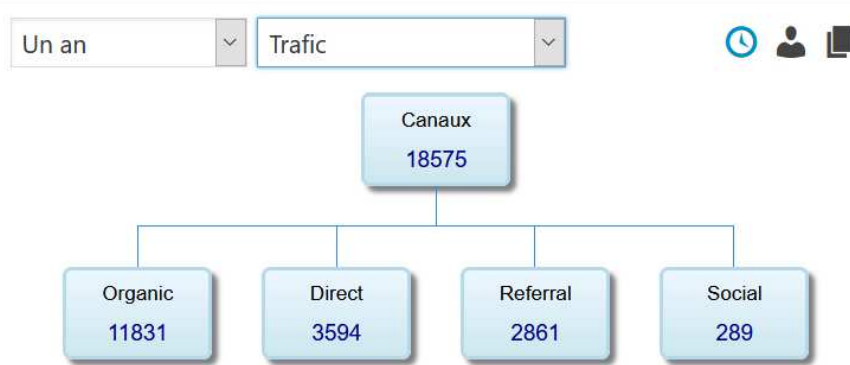 Un an
Trafic
Canaux
18575
Organic
11831
Direct
3594
Referral
2861
Social
289